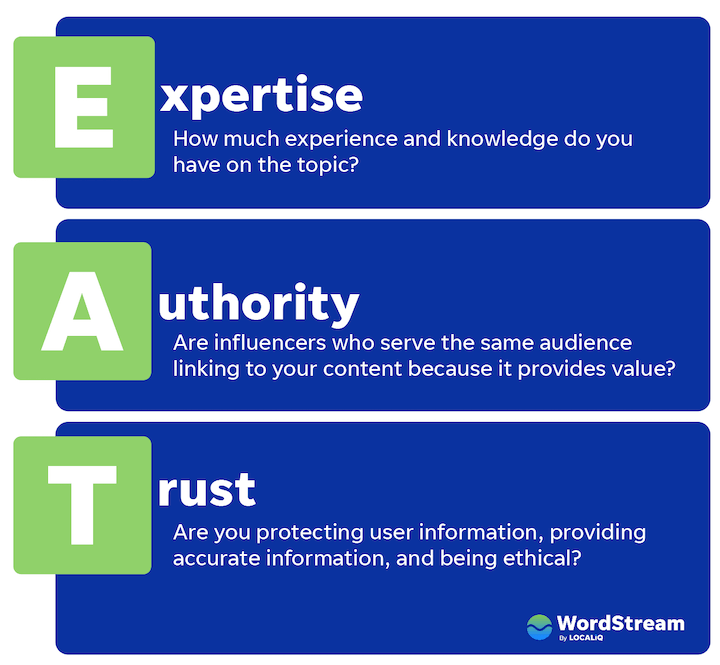 Expertise
How much experience and knowledge do you
have on the topic?
Authority
Are influencers who serve the same audience
linking to your content because it provides value?
Trust
Are you protecting user information, providing
accurate information, and being ethical?
WordStream
By LOCALiQ